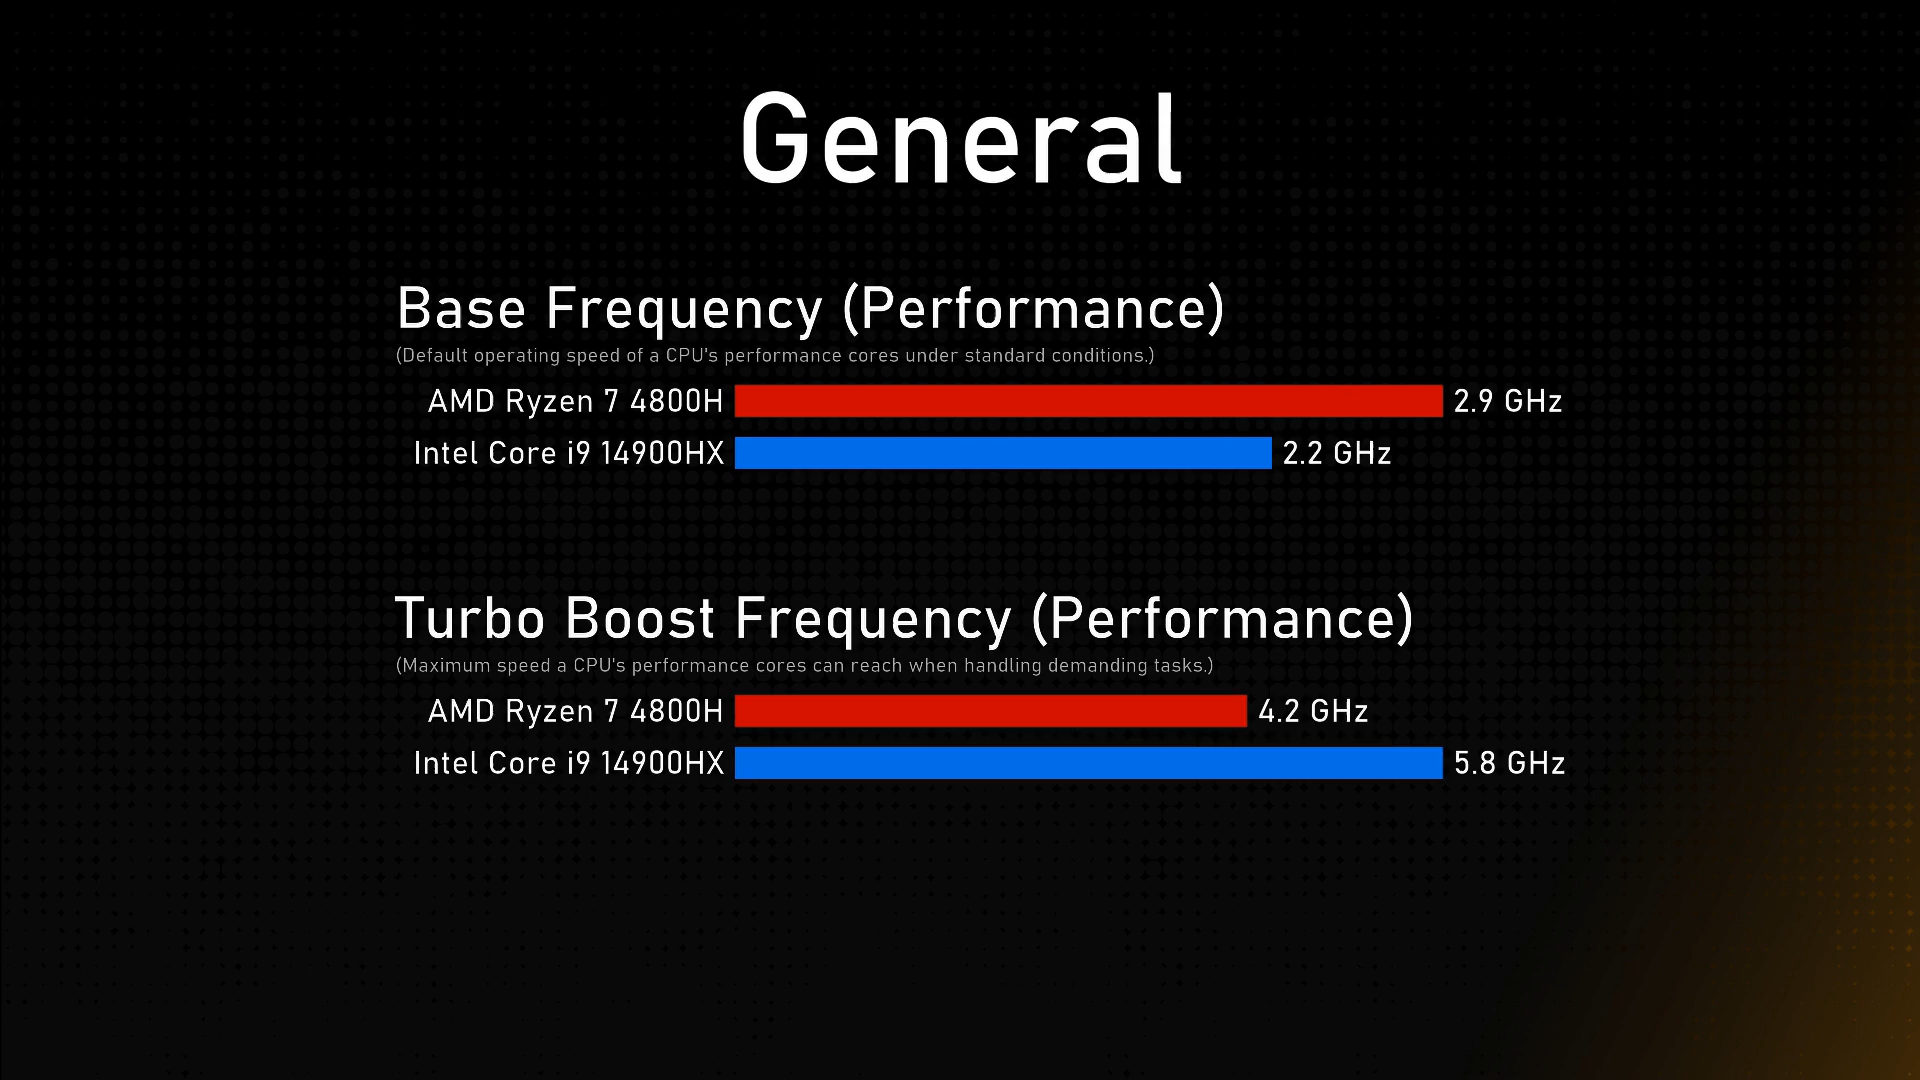 General
Base Frequency (Performance)
(Default operating speed of a CPU's performance cores under standard conditions.)
AMD Ryzen 7 4800H 2.9 GHz
Intel Core i9 14900HX 2.2 GHz
Turbo Boost Frequency (Performance)
(Maximum speed a CPU's performance cores can reach when handling demanding tasks.)
AMD Ryzen 7 4800H 4.2 GHz
Intel Core i9 14900HX 5.8 GHz